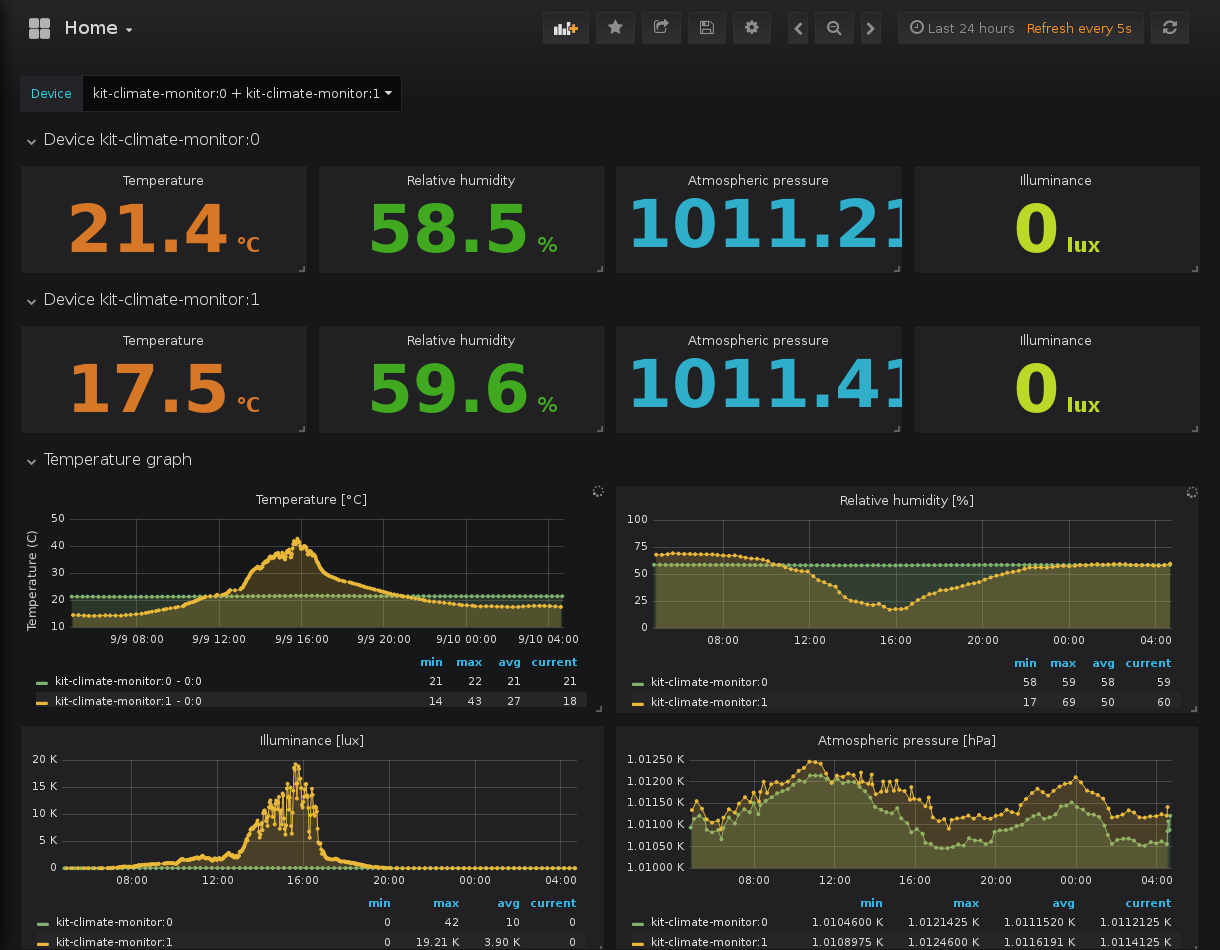 Home
Last 24 hours Refresh every 5s
Device kit-climate-monitor:0 + kit-climate-monitor:1
Device kit-climate-monitor:0
Temperature Relative humidity Atmospheric pressure Illuminance
21.4 °C 58.5 % 1011.21 0 lux
Device kit-climate-monitor:1
Temperature Relative humidity Atmospheric pressure Illuminance
17.5 °C 59.6 % 1011.41 0 lux
Temperature graph
Temperature [°C]
Temperature (C)
50
40
30
20
10
9/9 08:00 9/9 12:00 9/9 16:00 9/9 20:00 9/10 00:00 9/10 04:00
min max avg current
kit-climate-monitor:0 - 0:0 21 22 21 21
kit-climate-monitor:1 - 0:0 14 43 27 18
Relative humidity [%]
100
75
50
25
0
08:00 12:00 16:00 20:00 00:00 04:00
min max avg current
kit-climate-monitor:0 58 59 58 59
kit-climate-monitor:1 17 69 50 60
Illuminance [lux]
20 K
15 K
10 K
5 K
0
08:00 12:00 16:00 20:00 00:00 04:00
min max avg current
kit-climate-monitor:0 0 42 10 0
kit-climate-monitor:1 0 19.21 K 3.90 K 0
Atmospheric pressure [hPa]
1.01250 K
1.01200 K
1.01150 K
1.01100 K
1.01050 K
1.01000 K
08:00 12:00 16:00 20:00 00:00 04:00
min max avg current
kit-climate-monitor:0 1.0104600 K 1.0121425 K 1.0111520 K 1.0112125 K
kit-climate-monitor:1 1.0108975 K 1.0124600 K 1.0116191 K 1.0114125 K